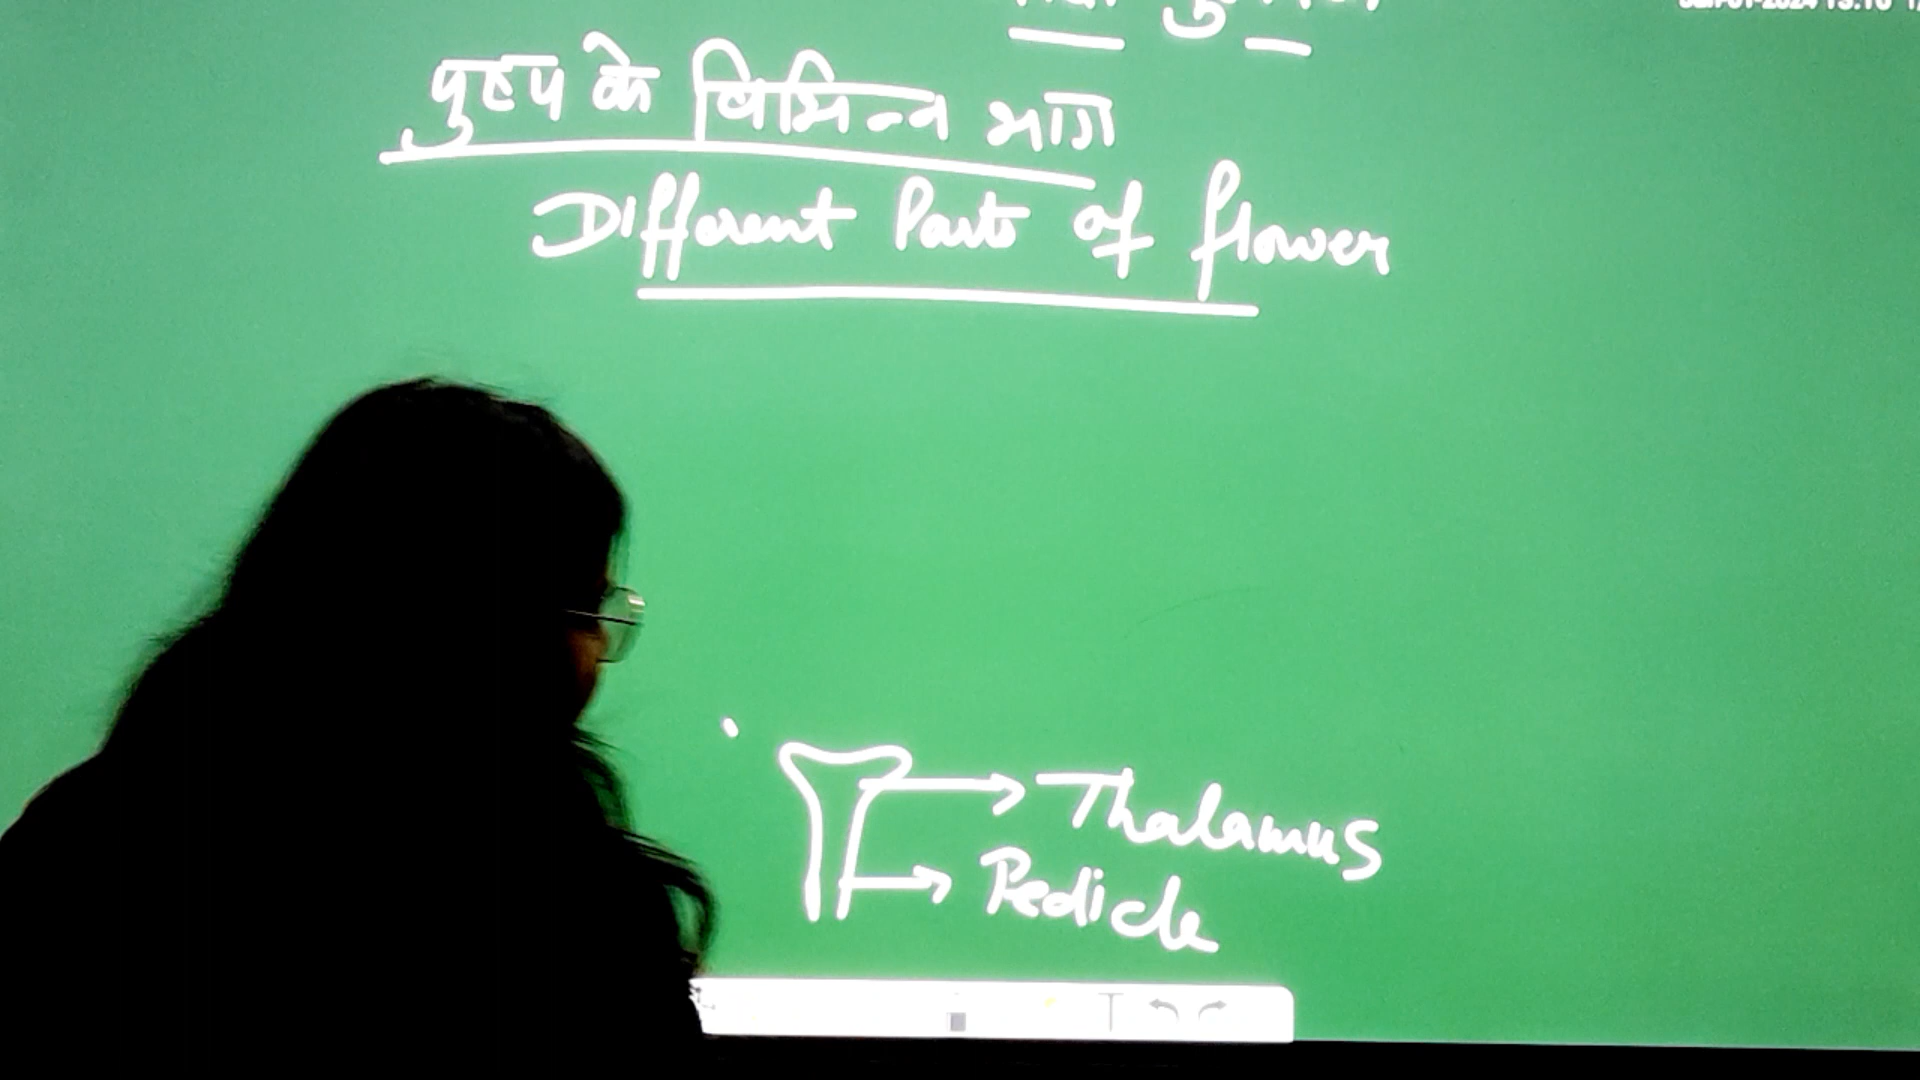 पुष्प के विभिन्न भाग
Different Parts of flower
Thalamus
Pedicle